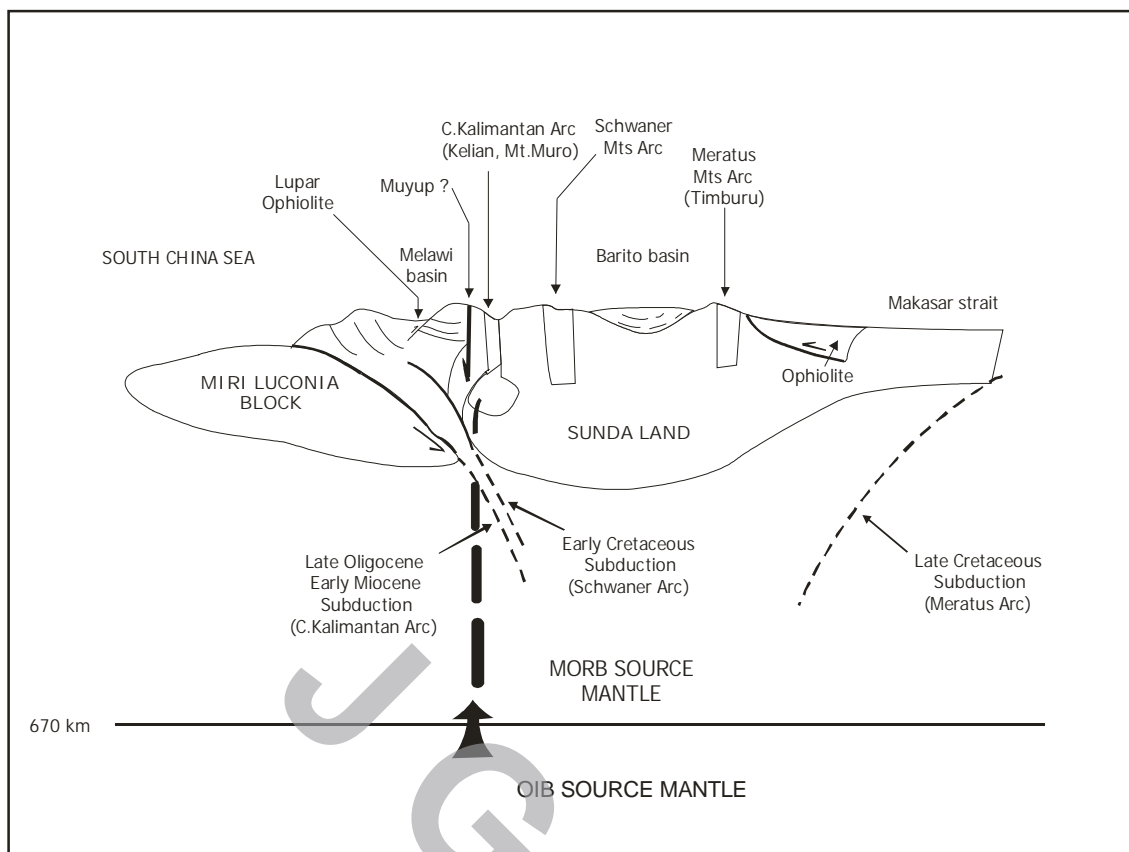 C.Kalimantan Arc
(Kelian, Mt.Muro)
Schwaner
Mts Arc
Meratus
Mts Arc
(Timburu)
Lupar
Ophiolite
Muyup ?
SOUTH CHINA SEA
Melawi
basin
Barito basin
Makasar strait
MIRI LUCONIA
BLOCK
Ophiolite
SUNDA LAND
Late Oligocene
Early Miocene
Subduction
(C.Kalimantan Arc)
Early Cretaceous
Subduction
(Schwaner Arc)
Late Cretaceous
Subduction
(Meratus Arc)
MORB SOURCE
MANTLE
670 km
OIB SOURCE MANTLE
J
G